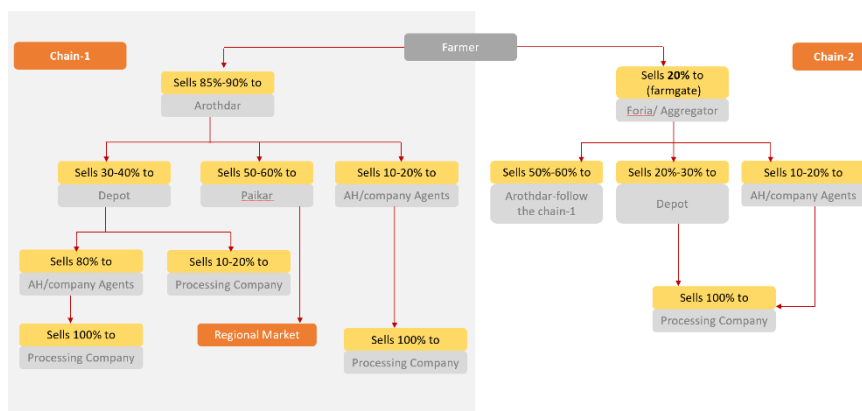 Farmer
Chain-1
Chain-2
Sells 85%-90% to
Arothdar
Sells 20% to
(farmgate)
Foria/ Aggregator
Sells 30-40% to
Depot
Sells 50-60% to
Paikar
Sells 10-20% to
AH/company Agents
Sells 50%-60% to
Arothdar-follow
the chain-1
Sells 20%-30% to
Depot
Sells 10-20% to
AH/company Agents
Sells 80% to
AH/company Agents
Sells 10-20% to
Processing Company
Sells 100% to
Processing Company
Regional Market
Sells 100% to
Processing Company
Sells 100% to
Processing Company